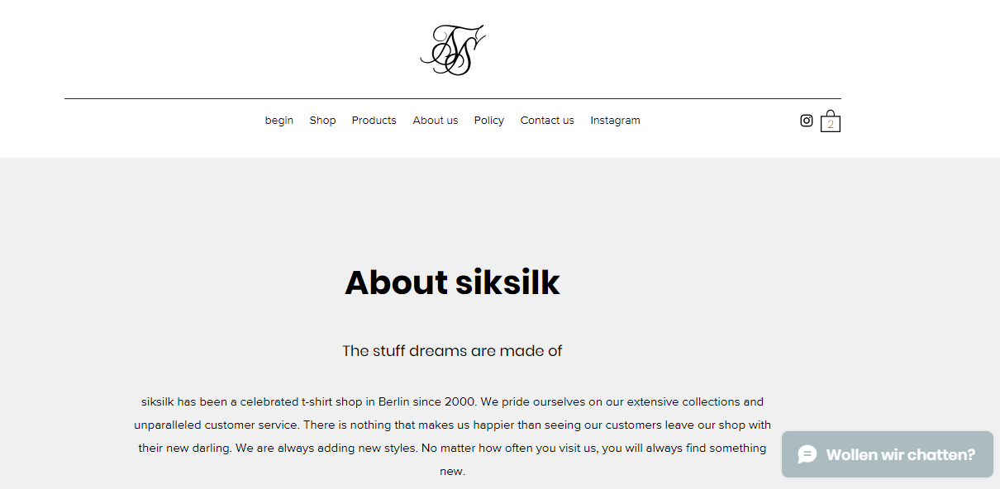 begin Shop Products About us Policy Contact us Instagram 2
About siksilk
The stuff dreams are made of
siksilk has been a celebrated t-shirt shop in Berlin since 2000. We pride ourselves on our extensive collections and
unparalleled customer service. There is nothing that makes us happier than seeing our customers leave our shop with
their new darling. We are always adding new styles. No matter how often you visit us, you will always find something
new.
Wollen wir chatten?